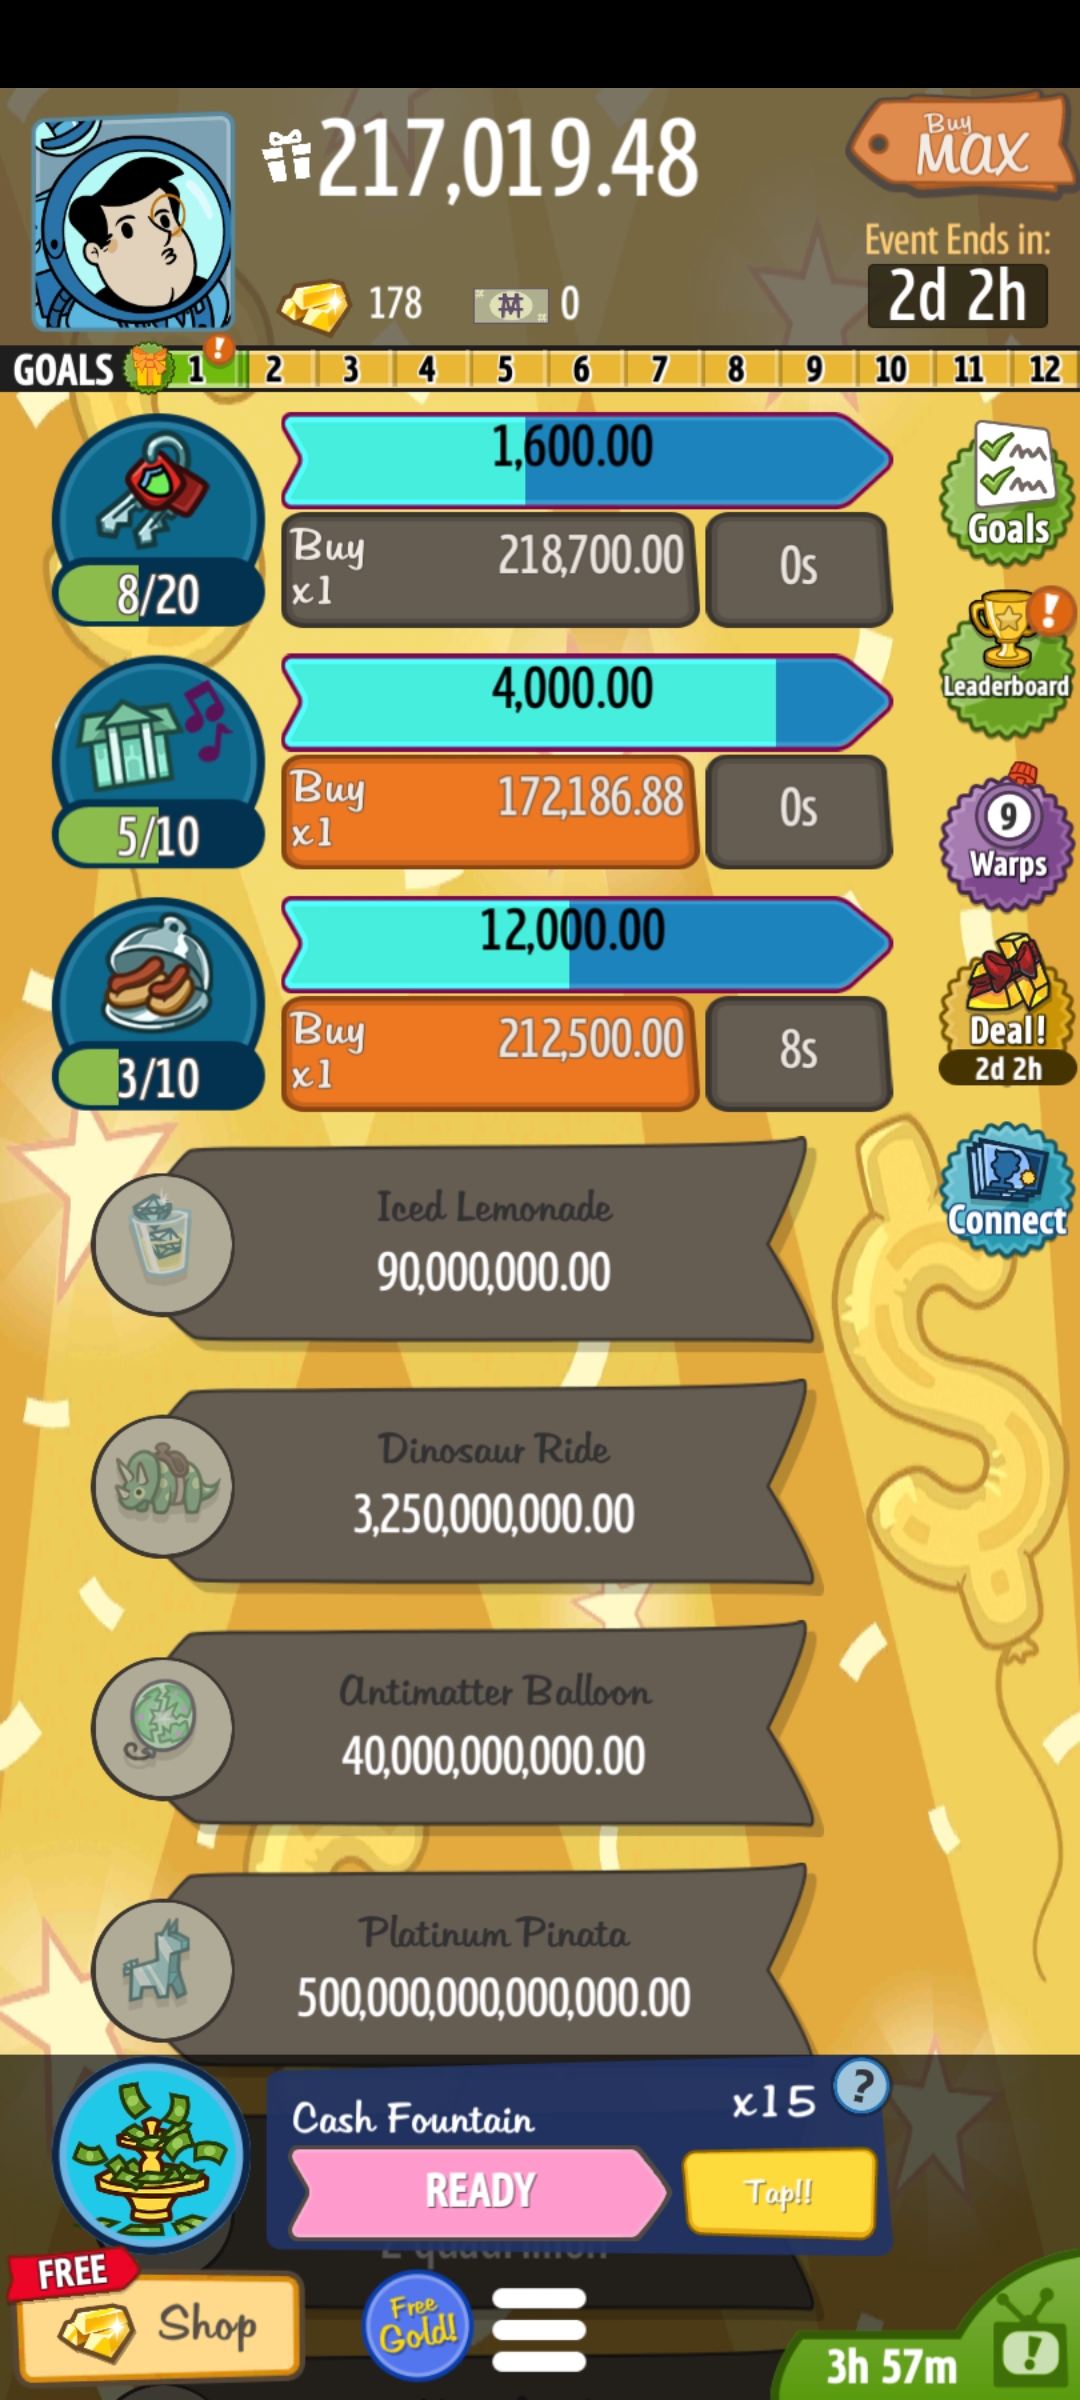 217,019.48
Buy
MAX
Event Ends in:
2d 2h
178
0
GOALS 1 ! 2 3 4 5 6 7 8 9 10 11 12
1,600.00
8/20
Buy
x1
218,700.00
0s
Goals
4,000.00
5/10
Buy
x1
172,186.88
0s
!
Leaderboard
9
Warps
12,000.00
3/10
Buy
x1
212,500.00
8s
Deal!
2d 2h
Connect
Iced Lemonade
90,000,000.00
Dinosaur Ride
3,250,000,000.00
Antimatter Balloon
40,000,000,000.00
Platinum Pinata
500,000,000,000,000.00
Cash Fountain
x15
?
READY
Tap!!
FREE
Shop
Free
Gold!
3h 57m
!